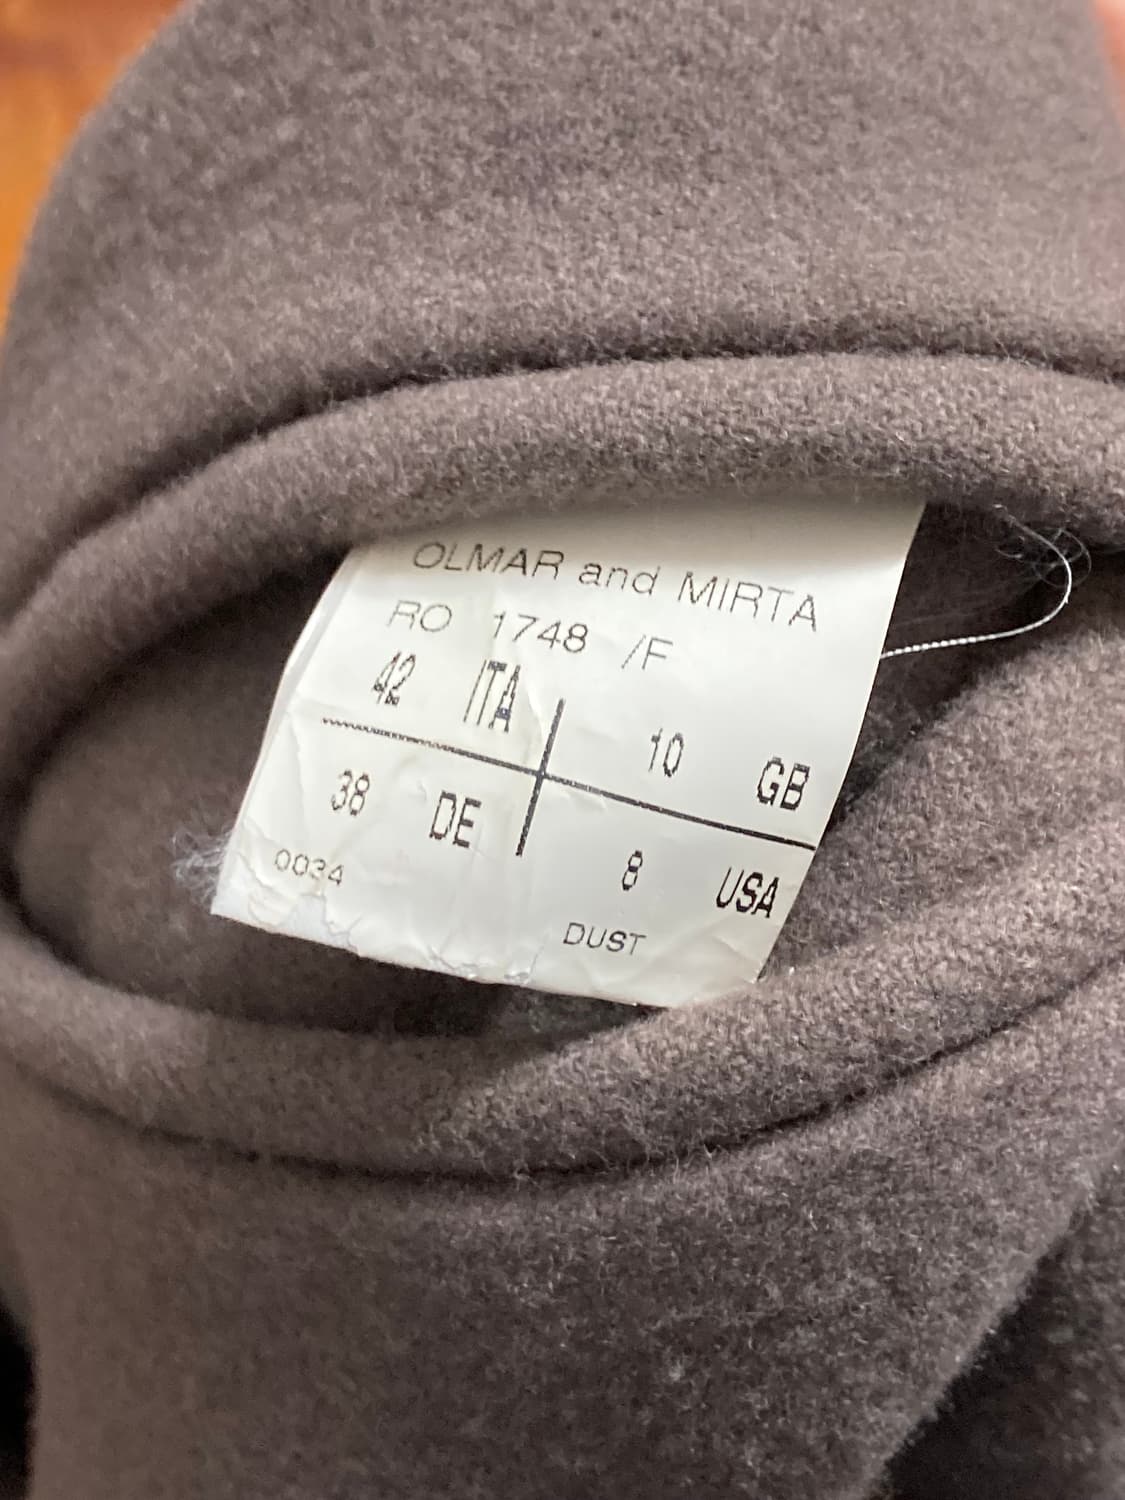 OLMAR and MIRTA
RO 1748 /F
42 ITA 10 GB
38 DE 8 USA
0034 DUST